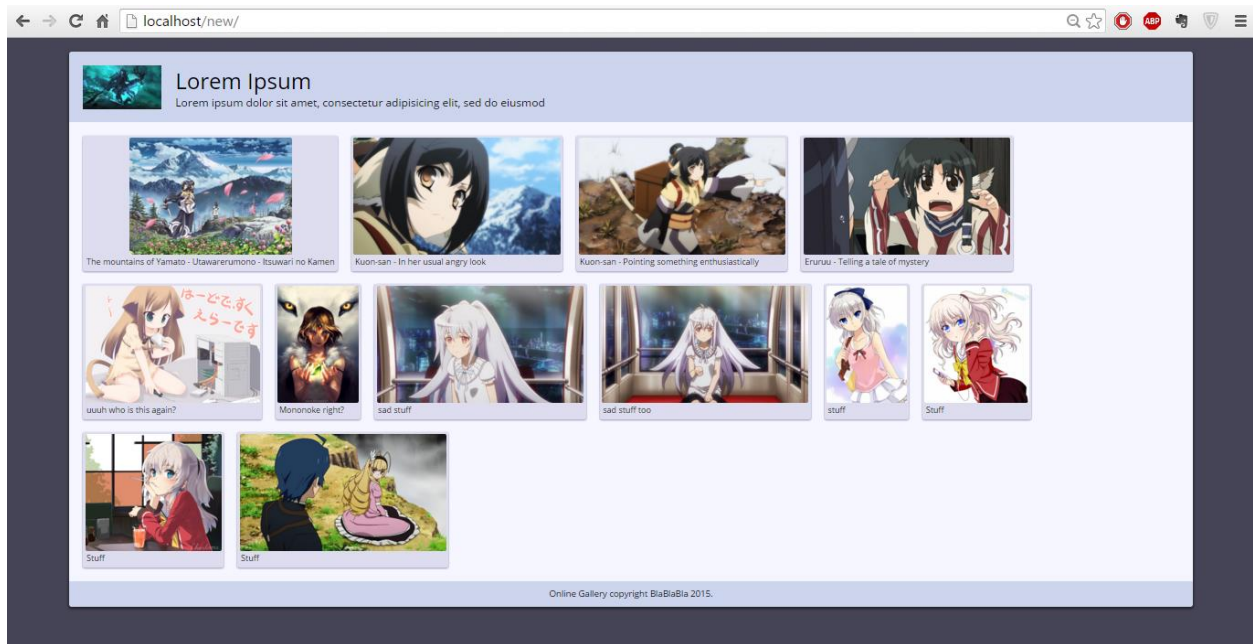 localhost/new/
ABP
Lorem Ipsum
Lorem ipsum dolor sit amet, consectetur adipisicing elit, sed do eiusmod
The mountains of Yamato - Utawarerumono - Itsuwari no Kamen
Kuon-san - In her usual angry look
Kuon-san - Pointing something enthusiastically
Eruruu - Telling a tale of mystery
はーどでぃすく
えらーです
uuuh who is this again?
Mononoke right?
sad stuff
sad stuff too
stuff
Stuff
Stuff
Stuff
Online Gallery copyright BlaBlaBla 2015.